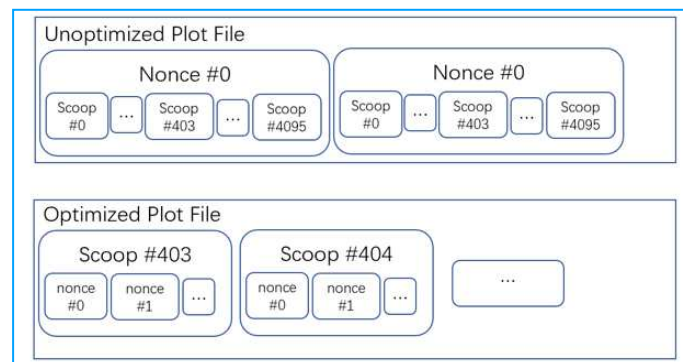 Unoptimized Plot File
Nonce #0
Scoop #0
...
Scoop #403
...
Scoop #4095
Nonce #0
Scoop #0
...
Scoop #403
...
Scoop #4095
Optimized Plot File
Scoop #403
nonce #0
nonce #1
...
Scoop #404
nonce #0
nonce #1
...
...